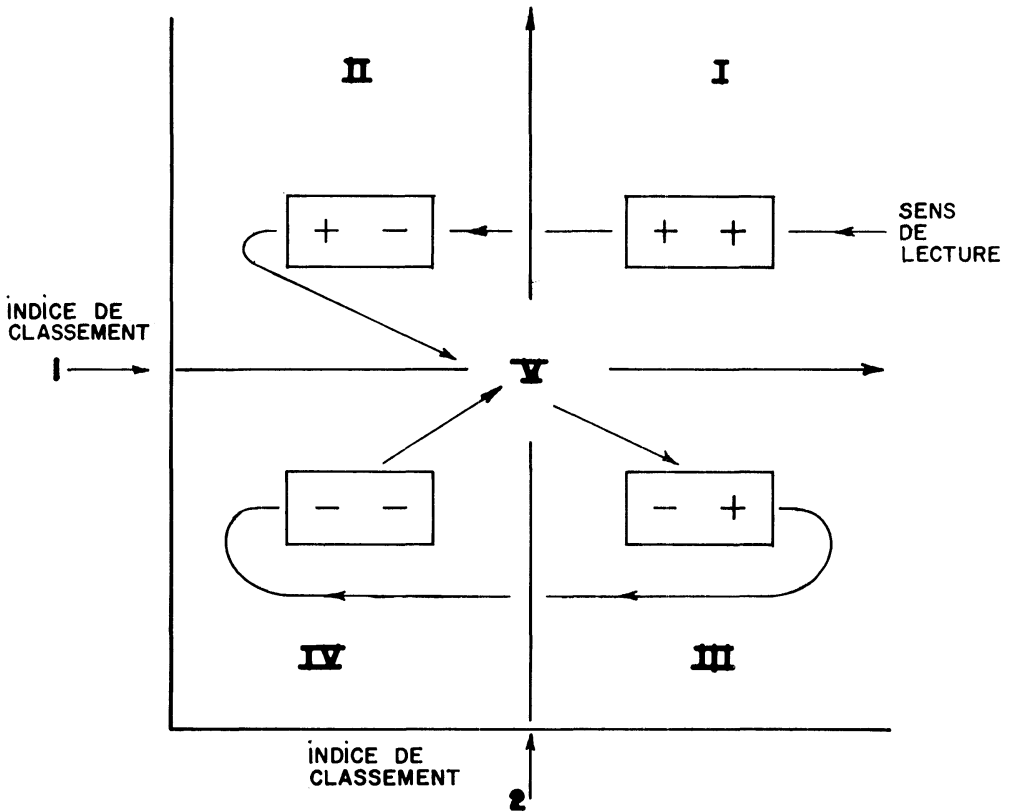 II
I
+ −
+ +
SENS
DE
LECTURE
INDICE DE
CLASSEMENT
1
V
− −
− +
IV
III
INDICE DE
CLASSEMENT
2